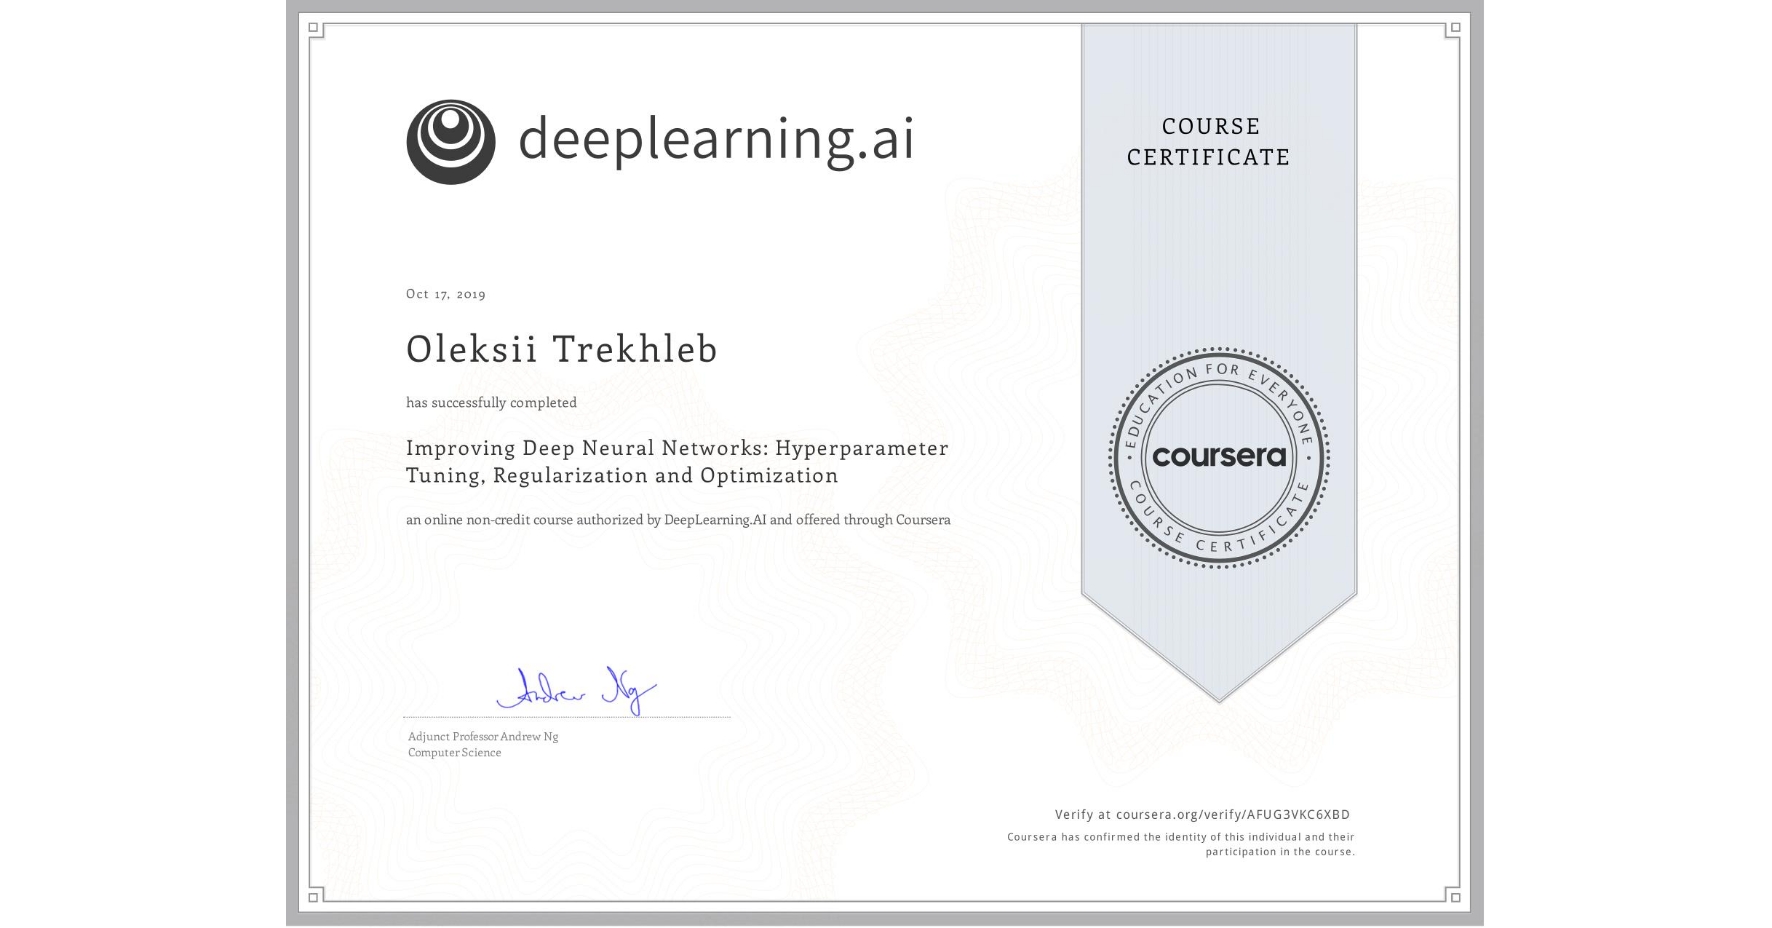 deeplearning.ai
COURSE
CERTIFICATE
Oct 17, 2019
Oleksii Trekhleb
has successfully completed
Improving Deep Neural Networks: Hyperparameter
Tuning, Regularization and Optimization
an online non-credit course authorized by DeepLearning.AI and offered through Coursera
EDUCATION FOR EVERYONE
coursera
COURSE CERTIFICATE
Andrew Ng
Adjunct Professor Andrew Ng
Computer Science
Verify at coursera.org/verify/AFUG3VKC6XBD
Coursera has confirmed the identity of this individual and their
participation in the course.